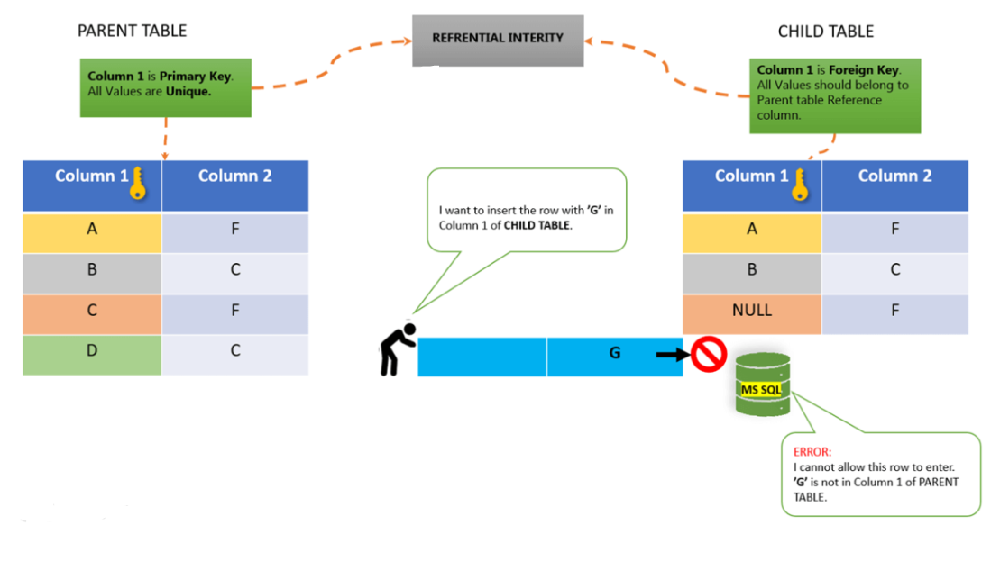 PARENT TABLE
REFRENTIAL INTERITY
CHILD TABLE
Column 1 is Primary Key.
All Values are Unique.
Column 1 is Foreign Key.
All Values should belong to
Parent table Reference
column.
Column 1 Column 2
A F
B C
C F
D C
I want to insert the row with ’G’ in
Column 1 of CHILD TABLE.
G
Column 1 Column 2
A F
B C
NULL F
MS SQL
ERROR:
I cannot allow this row to enter.
’G’ is not in Column 1 of PARENT
TABLE.